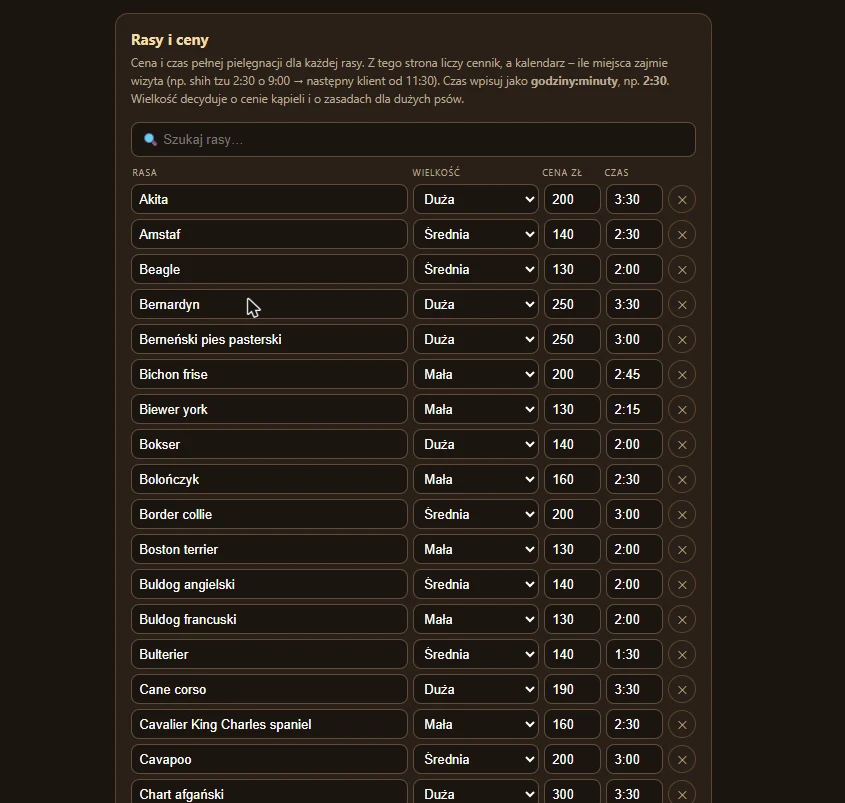 Rasy i ceny
Cena i czas pełnej pielęgnacji dla każdej rasy. Z tego strona liczy cennik, a kalendarz – ile miejsca zajmie
wizyta (np. shih tzu 2:30 o 9:00 → następny klient od 11:30). Czas wpisuj jako godziny:minuty, np. 2:30.
Wielkość decyduje o cenie kąpieli i o zasadach dla dużych psów.
Szukaj rasy...
RASA WIELKOŚĆ CENA ZŁ CZAS
Akita Duża 200 3:30 ×
Amstaf Średnia 140 2:30 ×
Beagle Średnia 130 2:00 ×
Bernardyn Duża 250 3:30 ×
Berneński pies pasterski Duża 250 3:00 ×
Bichon frise Mała 200 2:45 ×
Biewer york Mała 130 2:15 ×
Bokser Duża 140 2:00 ×
Bolończyk Mała 160 2:30 ×
Border collie Średnia 200 3:00 ×
Boston terrier Mała 130 2:00 ×
Buldog angielski Średnia 140 2:00 ×
Buldog francuski Mała 130 2:00 ×
Bulterier Średnia 140 1:30 ×
Cane corso Duża 190 3:30 ×
Cavalier King Charles spaniel Mała 160 2:30 ×
Cavapoo Średnia 200 3:00 ×
Chart afgański Duża 300 3:30 ×